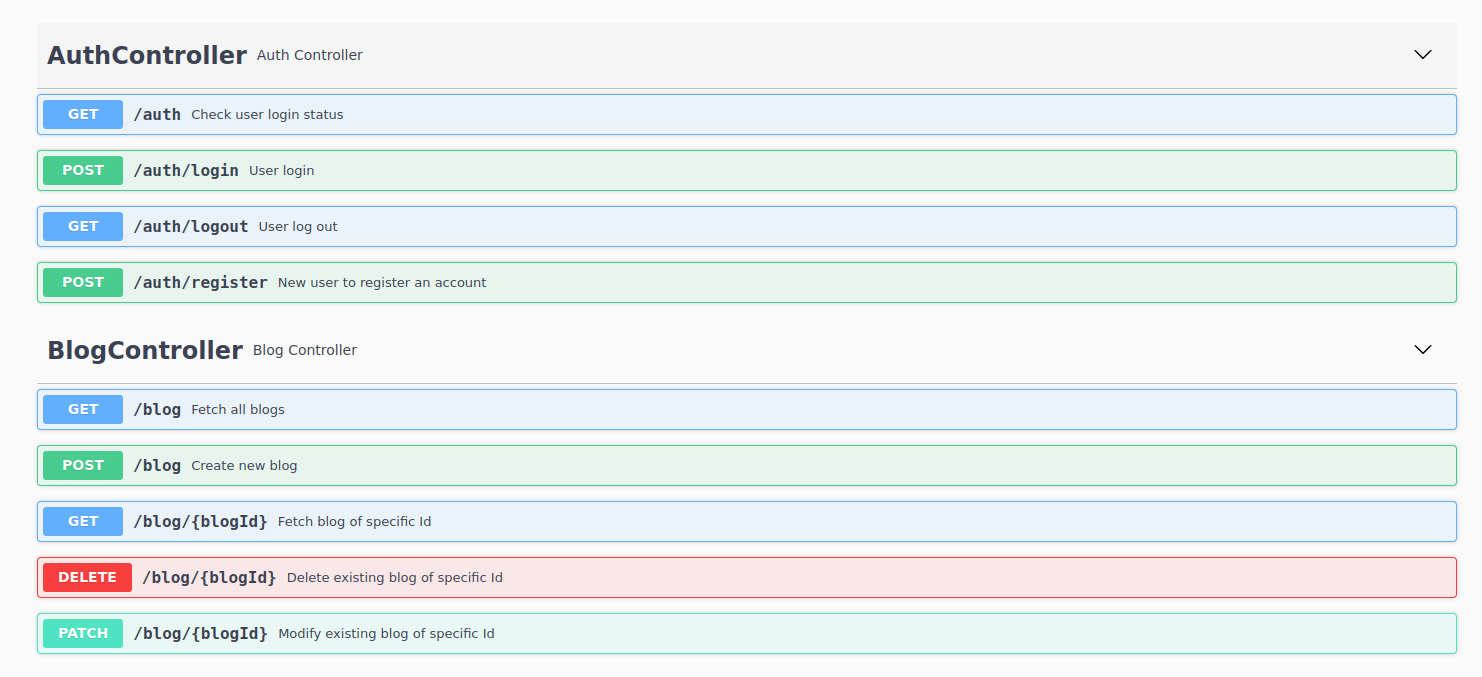 AuthController Auth Controller
GET /auth Check user login status
POST /auth/login User login
GET /auth/logout User log out
POST /auth/register New user to register an account
BlogController Blog Controller
GET /blog Fetch all blogs
POST /blog Create new blog
GET /blog/{blogId} Fetch blog of specific Id
DELETE /blog/{blogId} Delete existing blog of specific Id
PATCH /blog/{blogId} Modify existing blog of specific Id